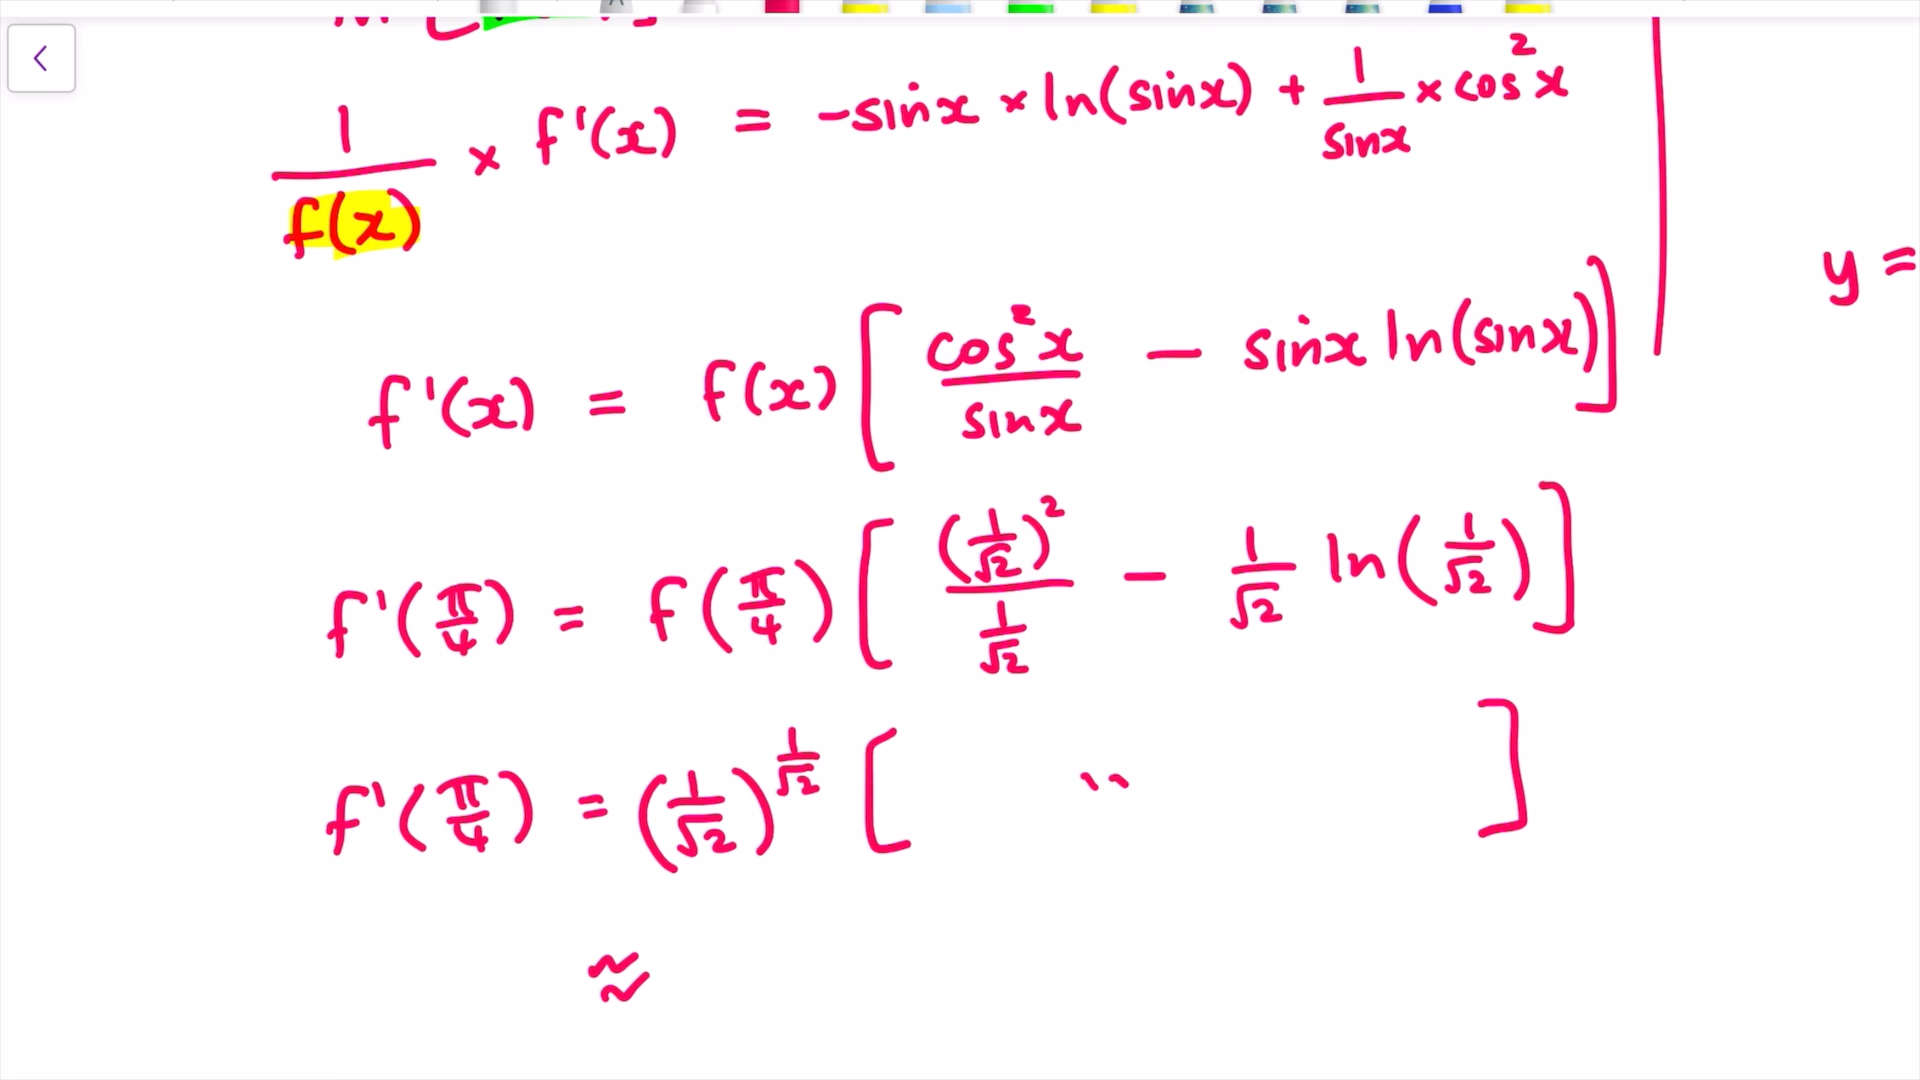 1/f(x) × f'(x) = -sinx × ln(sinx) + 1/sinx × cos²x
y =
f'(x) = f(x) [ cos²x/sinx - sinx ln(sinx) ]
f'(π/4) = f(π/4) [ (1/√2)²/(1/√2) - 1/√2 ln(1/√2) ]
f'(π/4) = (1/√2)^(1/√2) [ " ]
≈